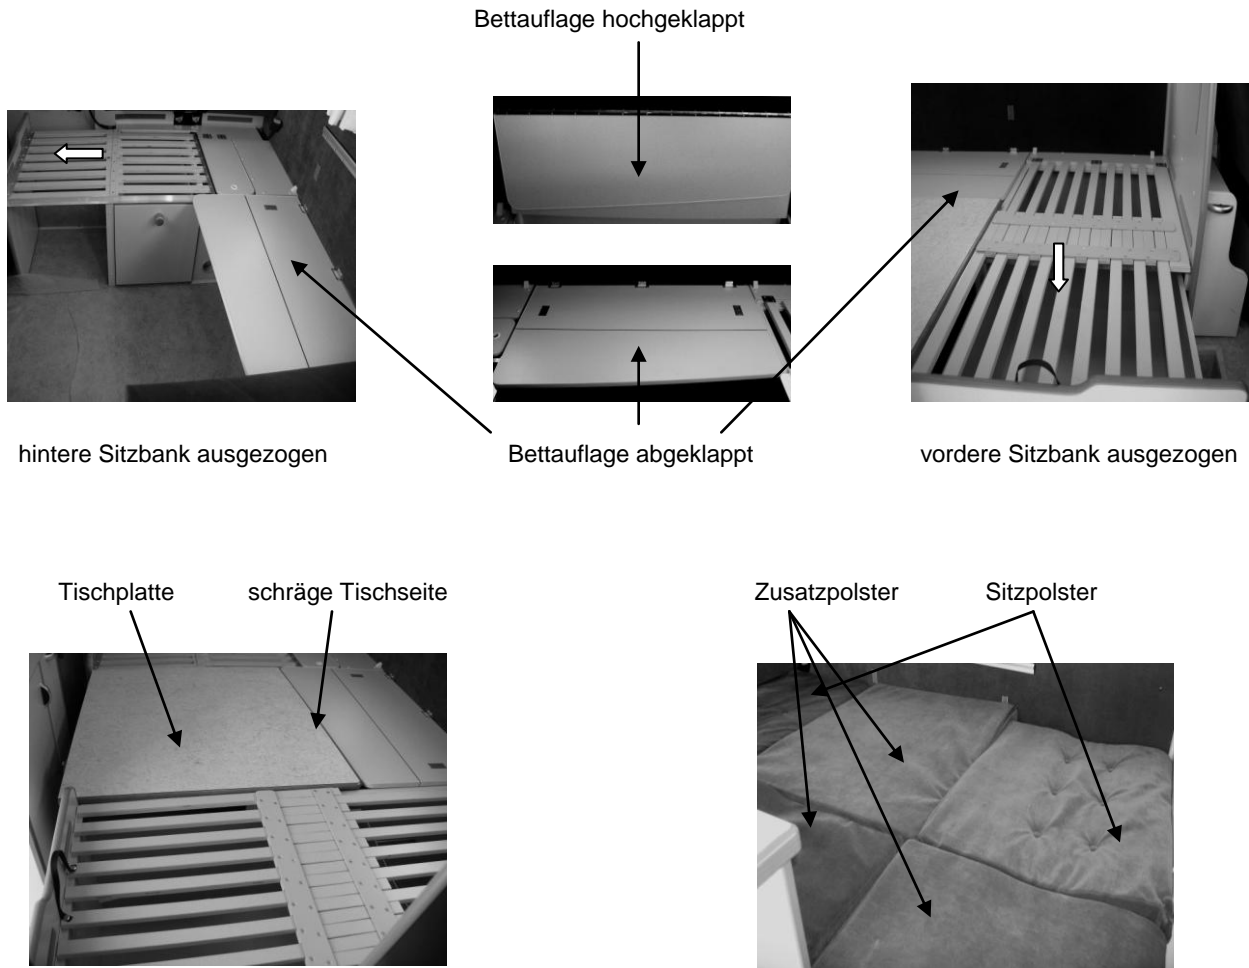 Bettauflage hochgeklappt
hintere Sitzbank ausgezogen
Bettauflage abgeklappt
vordere Sitzbank ausgezogen
Tischplatte
schräge Tischseite
Zusatzpolster
Sitzpolster